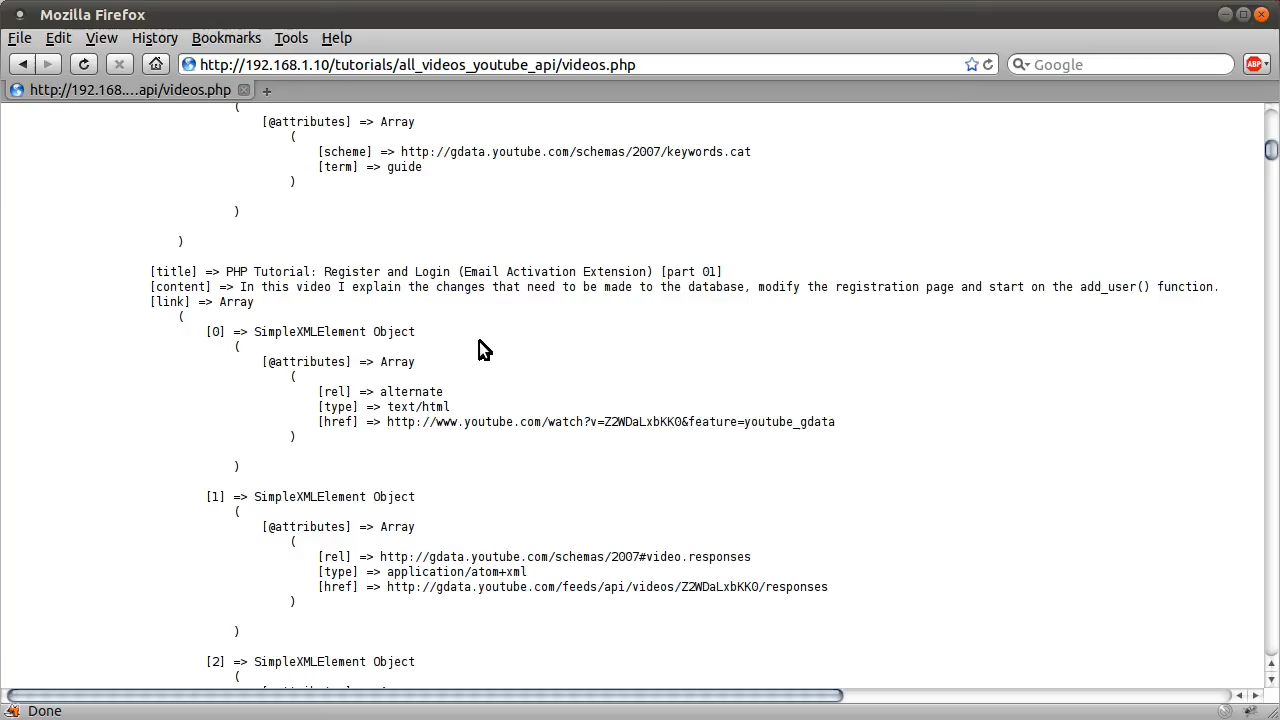 Mozilla Firefox
File Edit View History Bookmarks Tools Help
http://192.168.1.10/tutorials/all_videos_youtube_api/videos.php
Google
ABP
http://192.168....api/videos.php
(
[@attributes] => Array
(
[scheme] => http://gdata.youtube.com/schemas/2007/keywords.cat
[term] => guide
)
)
)
[title] => PHP Tutorial: Register and Login (Email Activation Extension) [part 01]
[content] => In this video I explain the changes that need to be made to the database, modify the registration page and start on the add_user() function.
[link] => Array
(
[0] => SimpleXMLElement Object
(
[@attributes] => Array
(
[rel] => alternate
[type] => text/html
[href] => http://www.youtube.com/watch?v=Z2WDaLxbKK0&feature=youtube_gdata
)
)
[1] => SimpleXMLElement Object
(
[@attributes] => Array
(
[rel] => http://gdata.youtube.com/schemas/2007#video.responses
[type] => application/atom+xml
[href] => http://gdata.youtube.com/feeds/api/videos/Z2WDaLxbKK0/responses
)
)
[2] => SimpleXMLElement Object
(
Done